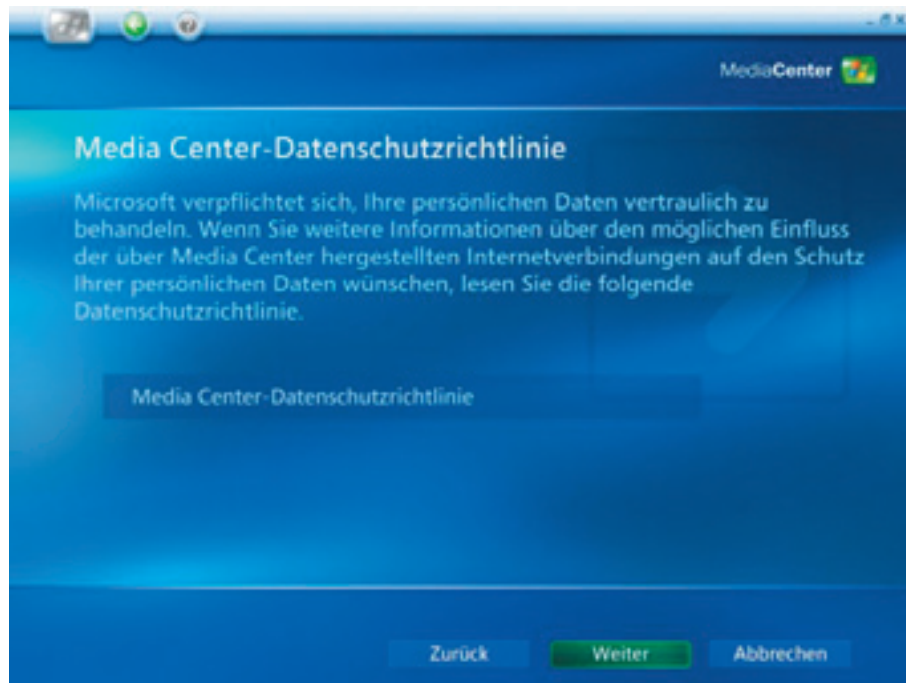 MediaCenter
Media Center-Datenschutzrichtlinie
Microsoft verpflichtet sich, Ihre persönlichen Daten vertraulich zu
behandeln. Wenn Sie weitere Informationen über den möglichen Einfluss
der über Media Center hergestellten Internetverbindungen auf den Schutz
Ihrer persönlichen Daten wünschen, lesen Sie die folgende
Datenschutzrichtlinie.
Media Center-Datenschutzrichtlinie
Zurück Weiter Abbrechen